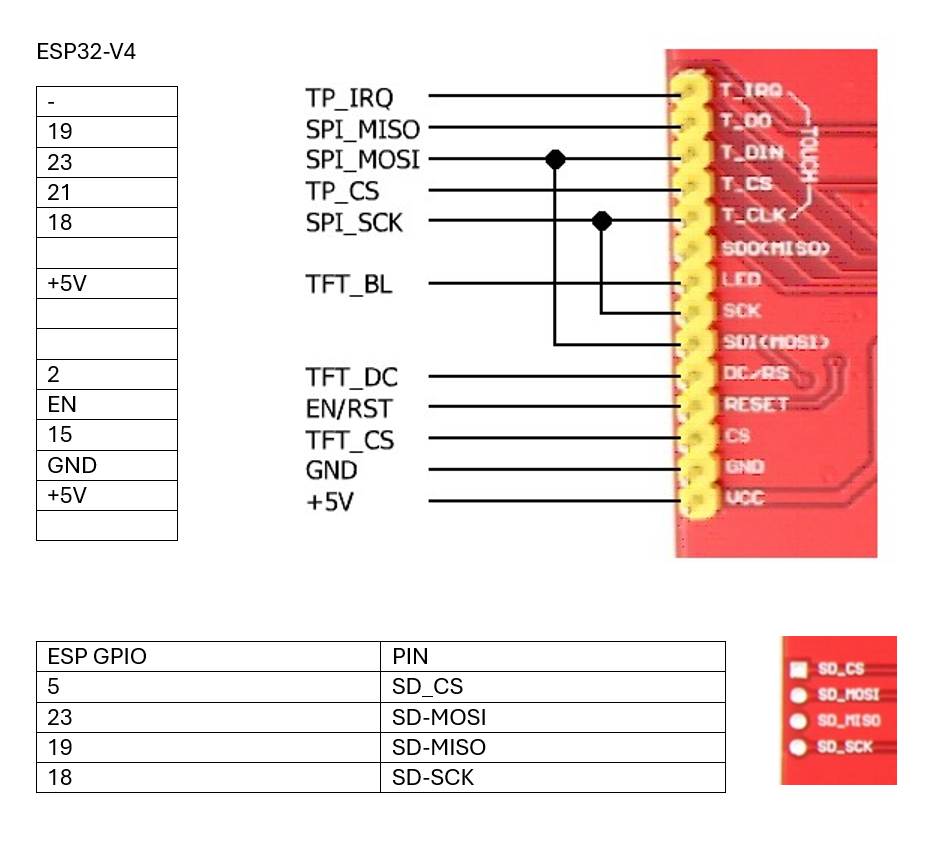 ESP32-V4
-
19
23
21
18
+5V
2
EN
15
GND
+5V
TP_IRQ
SPI_MISO
SPI_MOSI
TP_CS
SPI_SCK
TFT_BL
TFT_DC
EN/RST
TFT_CS
GND
+5V
T_IRQ
T_DO
T_DIN
T_CS
T_CLK
TOUCH
SDO(MISO)
LED
SCK
SDI(MOSI)
DC/RS
RESET
CS
GND
VCC
ESP GPIO PIN
5 SD_CS
23 SD-MOSI
19 SD-MISO
18 SD-SCK
SD_CS
SD_MOSI
SD_MISO
SD_SCK